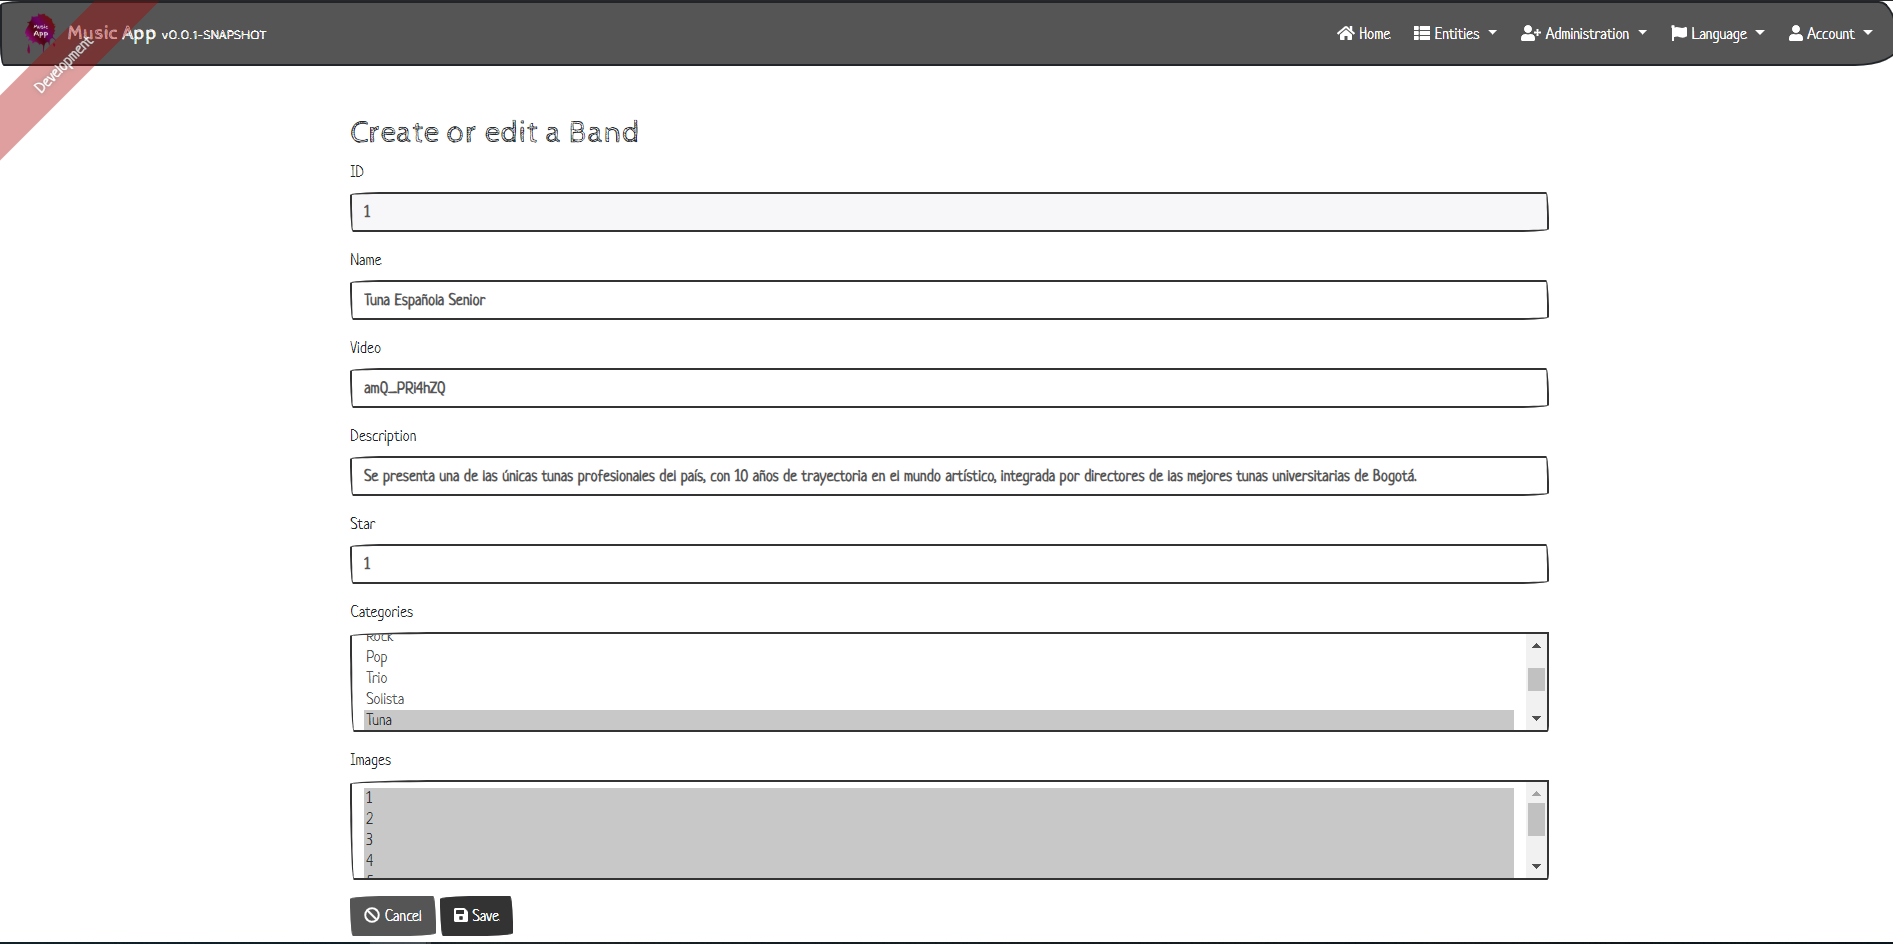 Music App
Music App v0.0.1-SNAPSHOT
Home
Entities
Administration
Language
Account
Development
Create or edit a Band
ID
1
Name
Tuna Española Senior
Video
amQ_PRi4hZQ
Description
Se presenta una de las únicas tunas profesionales del país, con 10 años de trayectoria en el mundo artístico, integrada por directores de las mejores tunas universitarias de Bogotá.
Star
1
Categories
Rock
Pop
Trio
Solista
Tuna
Images
1
2
3
4
Cancel
Save